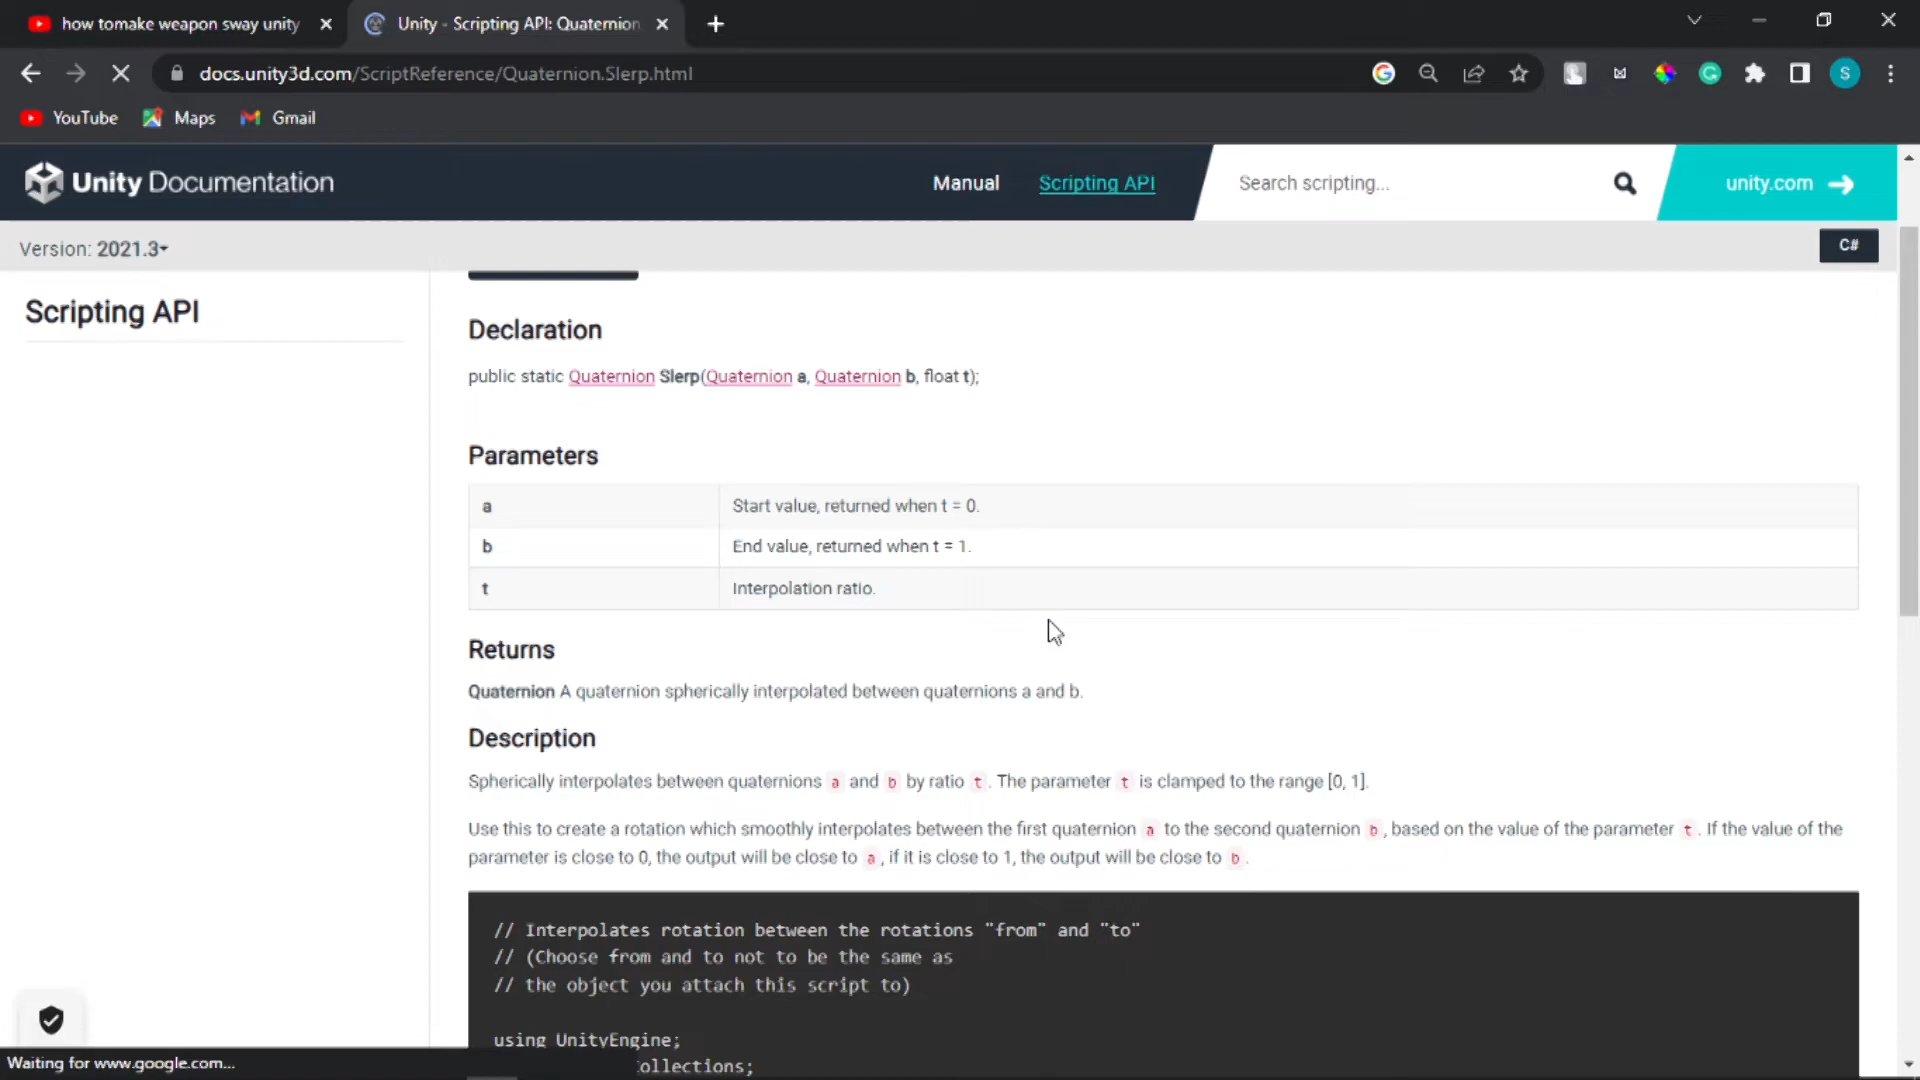 how tomake weapon sway unity
Unity - Scripting API: Quaternion
docs.unity3d.com/ScriptReference/Quaternion.Slerp.html
S
YouTube Maps Gmail
Unity Documentation
Manual Scripting API
Search scripting...
unity.com
Version: 2021.3
C#
Scripting API
Declaration
public static Quaternion Slerp(Quaternion a, Quaternion b, float t);
Parameters
a Start value, returned when t = 0.
b End value, returned when t = 1.
t Interpolation ratio.
Returns
Quaternion A quaternion spherically interpolated between quaternions a and b.
Description
Spherically interpolates between quaternions a and b by ratio t . The parameter t is clamped to the range [0, 1].
Use this to create a rotation which smoothly interpolates between the first quaternion a to the second quaternion b , based on the value of the parameter t . If the value of the
parameter is close to 0, the output will be close to a , if it is close to 1, the output will be close to b .
// Interpolates rotation between the rotations "from" and "to"
// (Choose from and to not to be the same as
// the object you attach this script to)
using UnityEngine;
ollections;
Waiting for www.google.com...